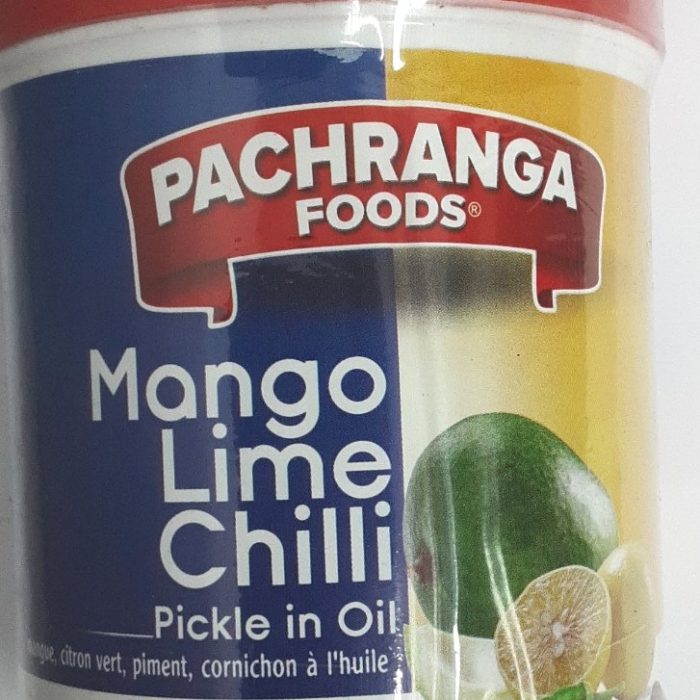 PACHRANGA
FOODS®
Mango
Lime
Chilli
Pickle in Oil
citron vert, piment, cornichon à l'huile